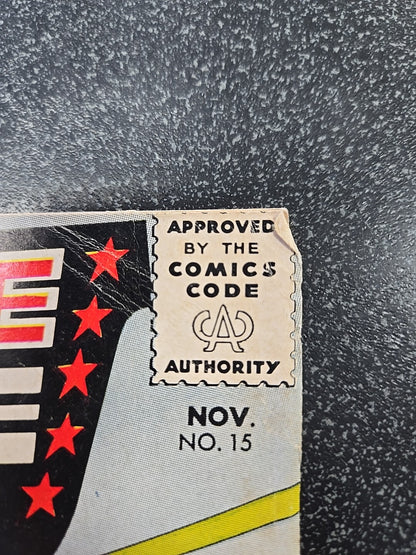 APPROVED
BY THE
COMICS
CODE
CA
AUTHORITY
NOV.
NO. 15
E
E